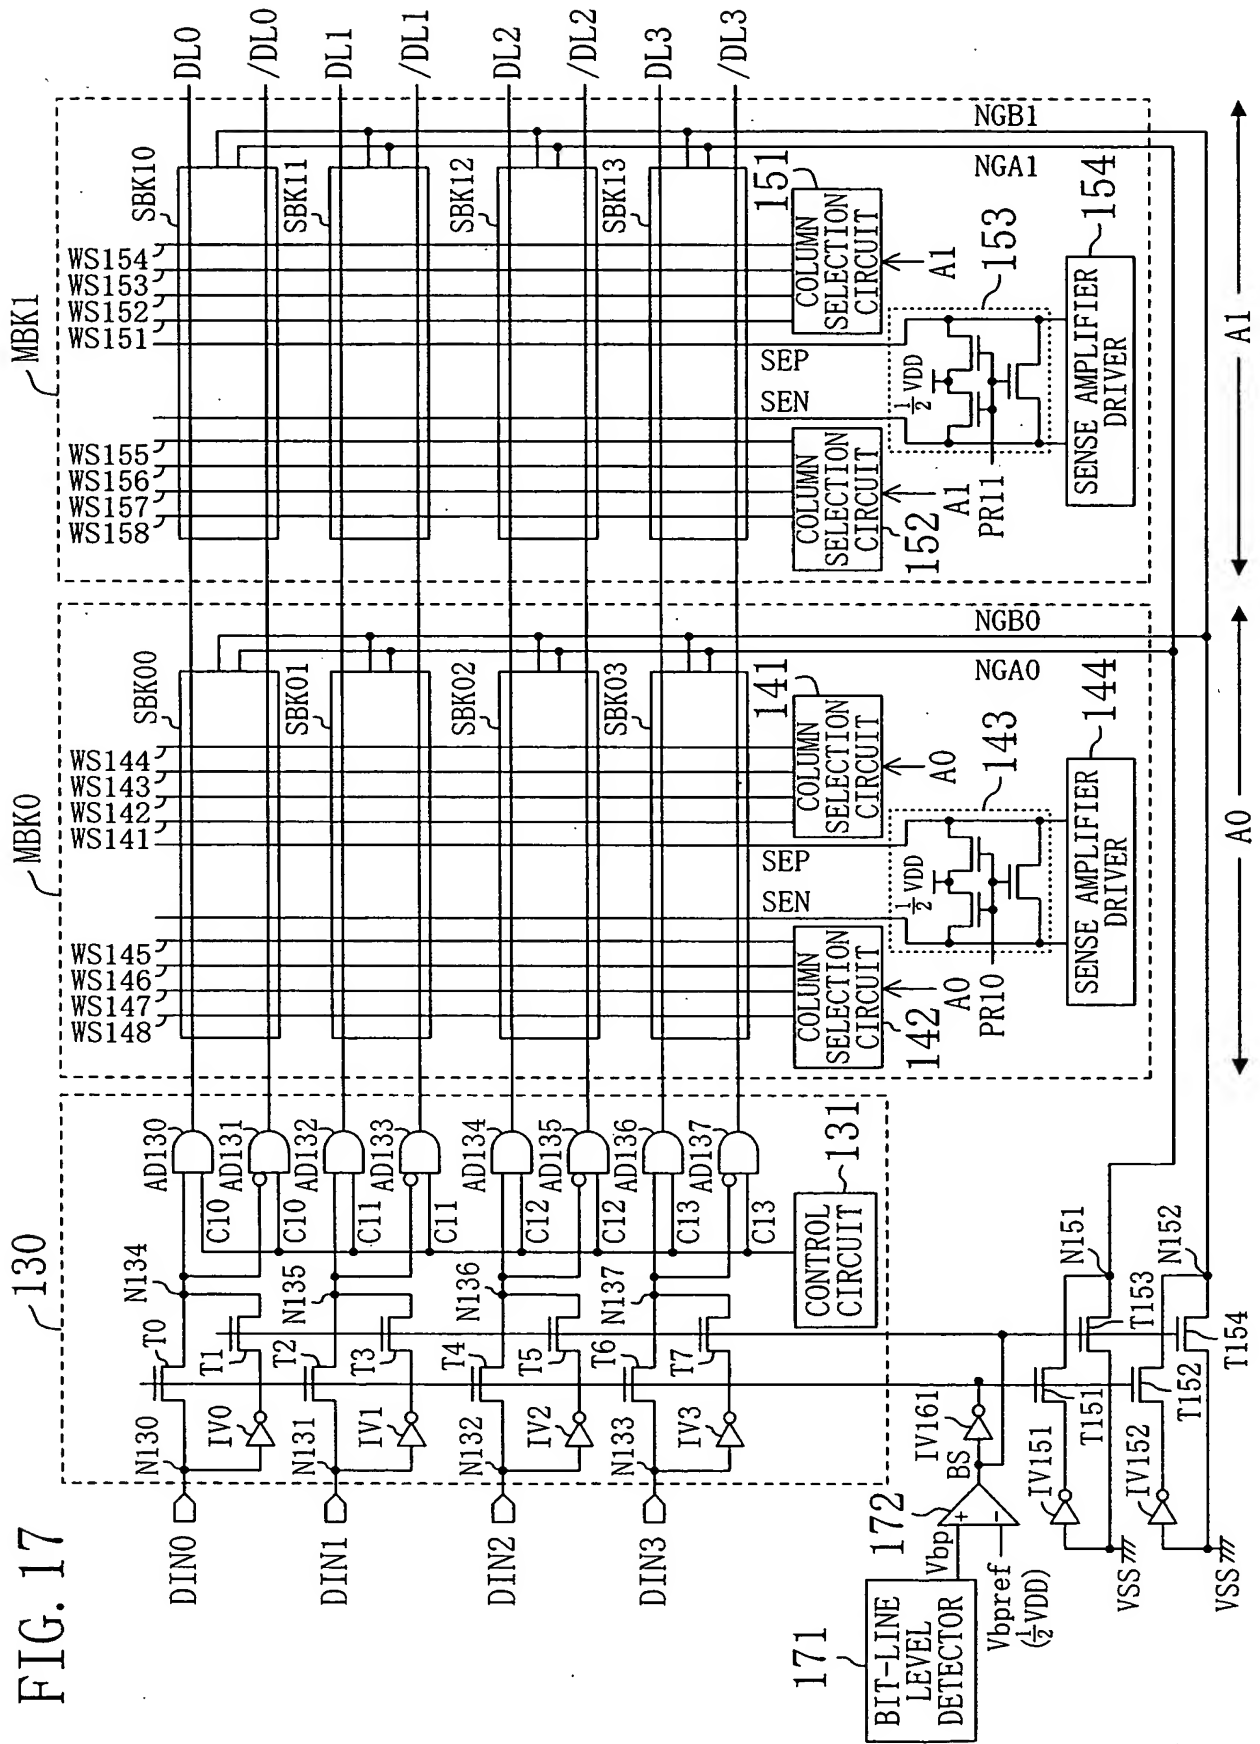 FIG. 17
130
MBK0
MBK1
DIN0
DIN1
DIN2
DIN3
N130
N131
N132
N133
IV0
IV1
IV2
IV3
T0
T1
T2
T3
T4
T5
T6
T7
N134
N135
N136
N137
AD130
AD131
AD132
AD133
AD134
AD135
AD136
AD137
C10
C10
C11
C11
C12
C12
C13
C13
CONTROL
CIRCUIT
131
WS148
WS147
WS146
WS145
WS141
WS142
WS143
WS144
SBK00
SBK01
SBK02
SBK03
SEN
SEP
COLUMN
SELECTION
CIRCUIT
142
A0
COLUMN
SELECTION
CIRCUIT
141
A0
PR10
½ VDD
143
SENSE AMPLIFIER
DRIVER
144
NGA0
NGB0
WS158
WS157
WS156
WS155
WS151
WS152
WS153
WS154
SBK10
SBK11
SBK12
SBK13
SEN
SEP
COLUMN
SELECTION
CIRCUIT
152
A1
COLUMN
SELECTION
CIRCUIT
151
A1
PR11
½ VDD
153
SENSE AMPLIFIER
DRIVER
154
NGA1
NGB1
DL0
/DL0
DL1
/DL1
DL2
/DL2
DL3
/DL3
171
BIT-LINE
LEVEL
DETECTOR
Vbp
172
+
-
Vbpref
(½VDD)
BS
IV161
IV151
IV152
T151
T152
T153
T154
N151
N152
VSS
VSS
A0
A1